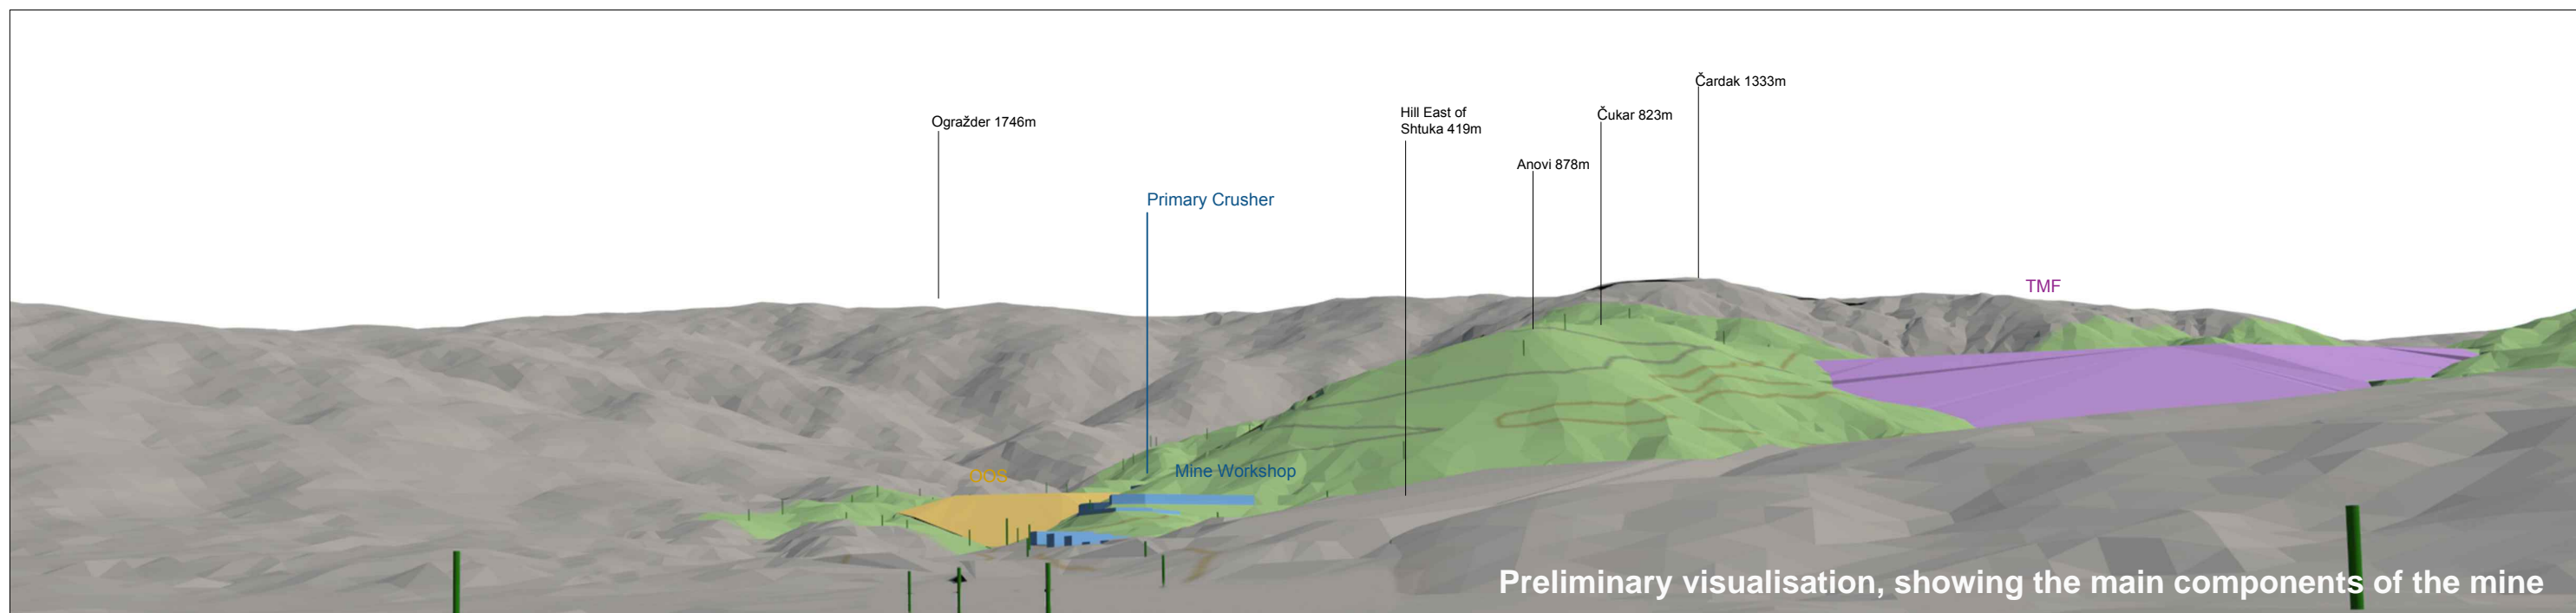 Čardak 1333m
Ogražder 1746m
Hill East of
Shtuka 419m
Čukar 823m
Anovi 878m
Primary Crusher
TMF
OOS
Mine Workshop
Preliminary visualisation, showing the main components of the mine